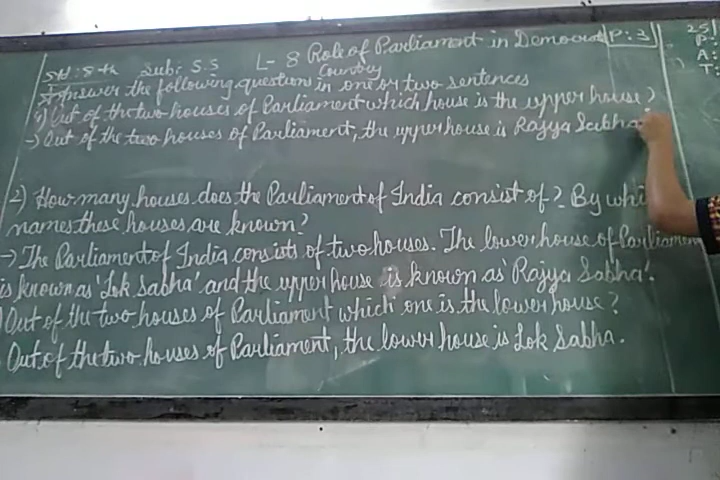 Std: 8th Sub: S.S L- 8 Role of Parliament in Democrat P: 3
Country
Answer the following question in one or two sentences
1) Out of the two houses of Parliament which house is the upper house?
→ Out of the two houses of Parliament, the upper house is Rajya Sabha
2) How many houses does the Parliament of India consist of? By whi
names these houses are known?
→ The Parliament of India consists of two houses. The lower house of Parliamen
is known as 'Lok sabha' and the upper house is known as 'Rajya Sabha'.
Out of the two houses of Parliament which one is the lower house?
Out of the two houses of Parliament, the lower house is Lok Sabha.
25
P:
A:
T: